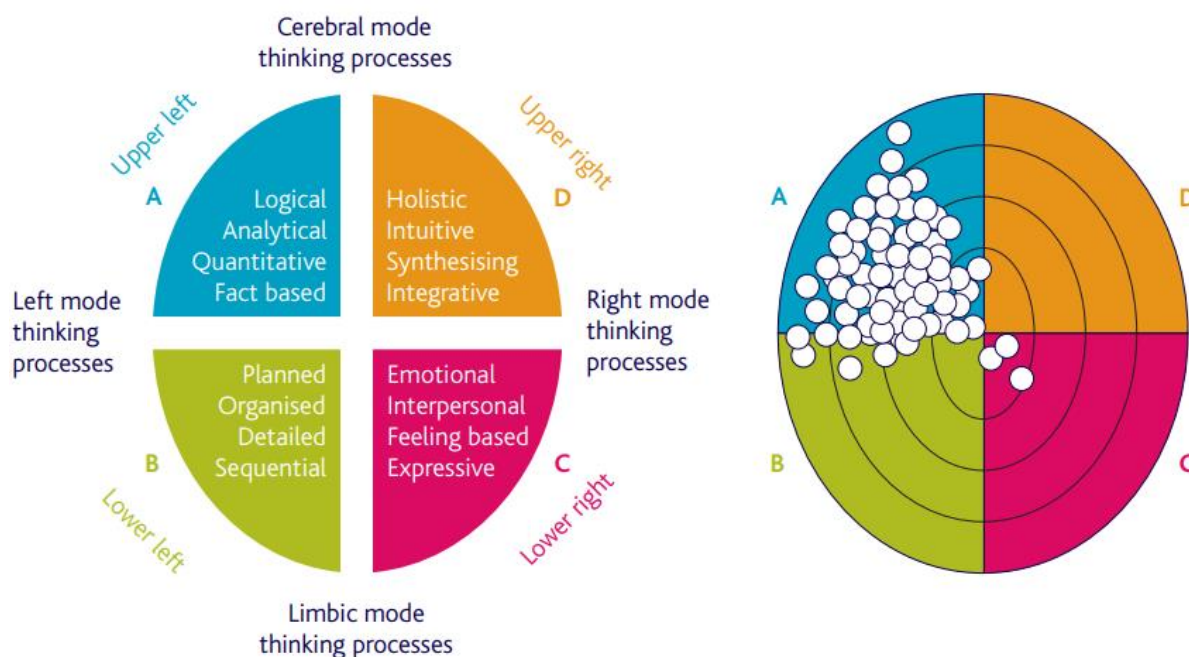 Cerebral mode
thinking processes
Upper left
Upper right
A
D
Logical
Analytical
Quantitative
Fact based
Holistic
Intuitive
Synthesising
Integrative
Left mode
thinking
processes
Right mode
thinking
processes
Planned
Organised
Detailed
Sequential
Emotional
Interpersonal
Feeling based
Expressive
B
C
Lower left
Lower right
Limbic mode
thinking processes
A
D
B
C